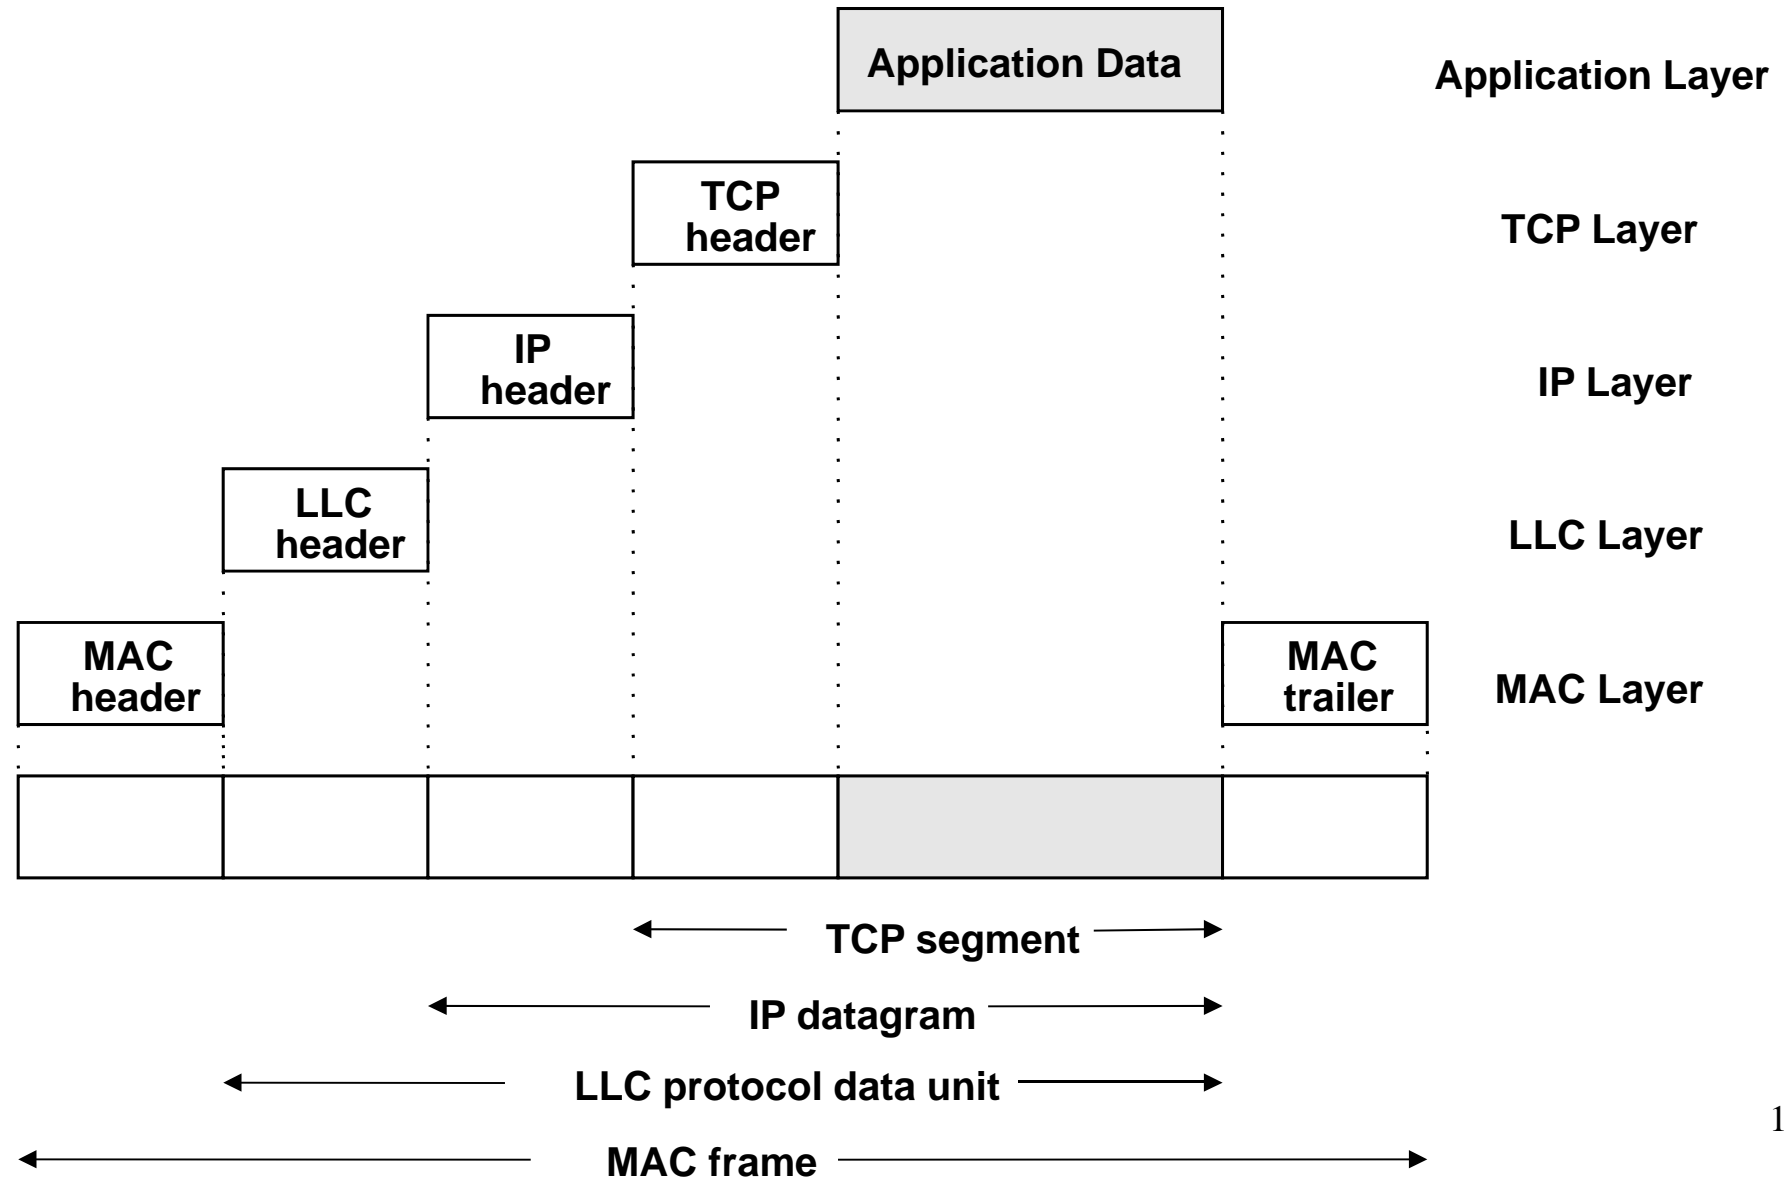 Application Data
Application Layer
TCP
header
TCP Layer
IP
header
IP Layer
LLC
header
LLC Layer
MAC
header
MAC
trailer
MAC Layer
TCP segment
IP datagram
LLC protocol data unit
MAC frame
1